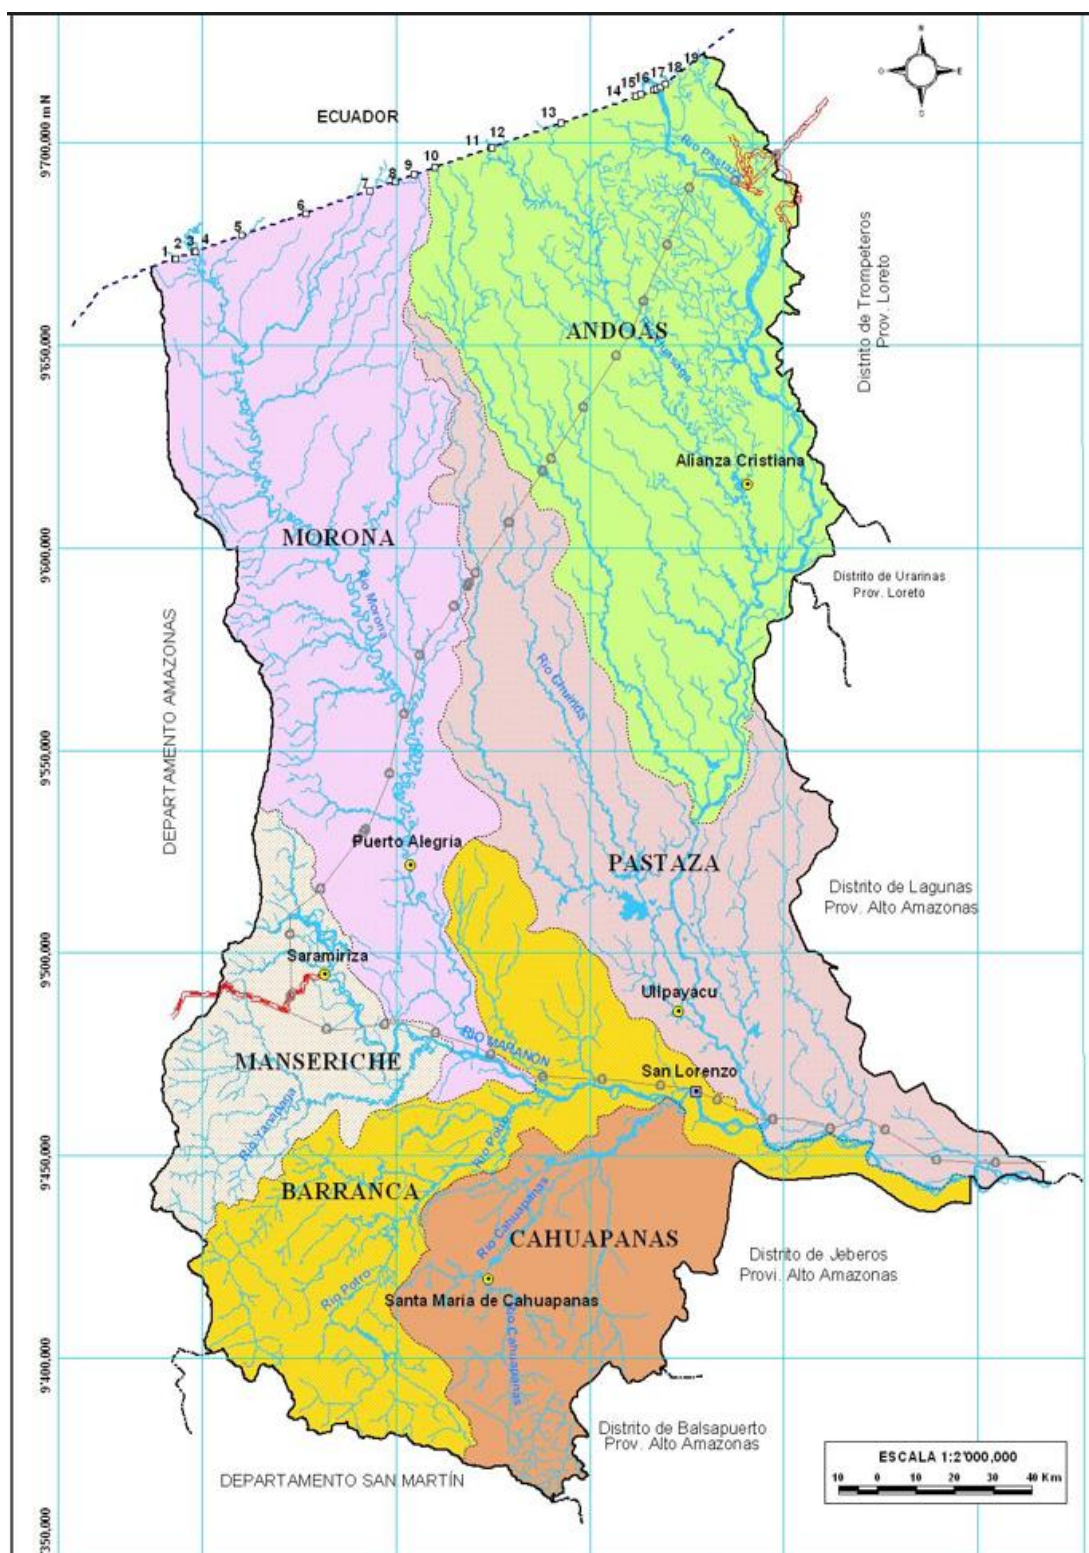 N
O
E
S
ECUADOR
1
2
3
4
5
6
7
8
9
10
11
12
13
14
15
16
17
18
19
9'700,000 mN
Rio Pastaza
Distrito de Trompeteros
Prov. Loreto
ANDOAS
9'650,000
Alianza Cristiana
MORONA
9'600,000
Distrito de Urarinas
Prov. Loreto
Rio Morona
DEPARTAMENTO AMAZONAS
Rio Chuinda
9'550,000
Puerto Alegria
PASTAZA
Distrito de Lagunas
Prov. Alto Amazonas
9'500,000
Saramiriza
Ullpayacu
RIO MARAÑON
MANSERICHE
San Lorenzo
Rio Yanapaga
Rio Potro
9'450,000
BARRANCA
Rio Cahuapanas
CAHUAPANAS
Distrito de Jeberos
Provi. Alto Amazonas
Rio Potro
Santa Maria de Cahuapanas
Rio Cahuapanas
9'400,000
Distrito de Balsapuerto
Prov. Alto Amazonas
DEPARTAMENTO SAN MARTÍN
ESCALA 1:2'000,000
10 0 10 20 30 40 Km
350,000